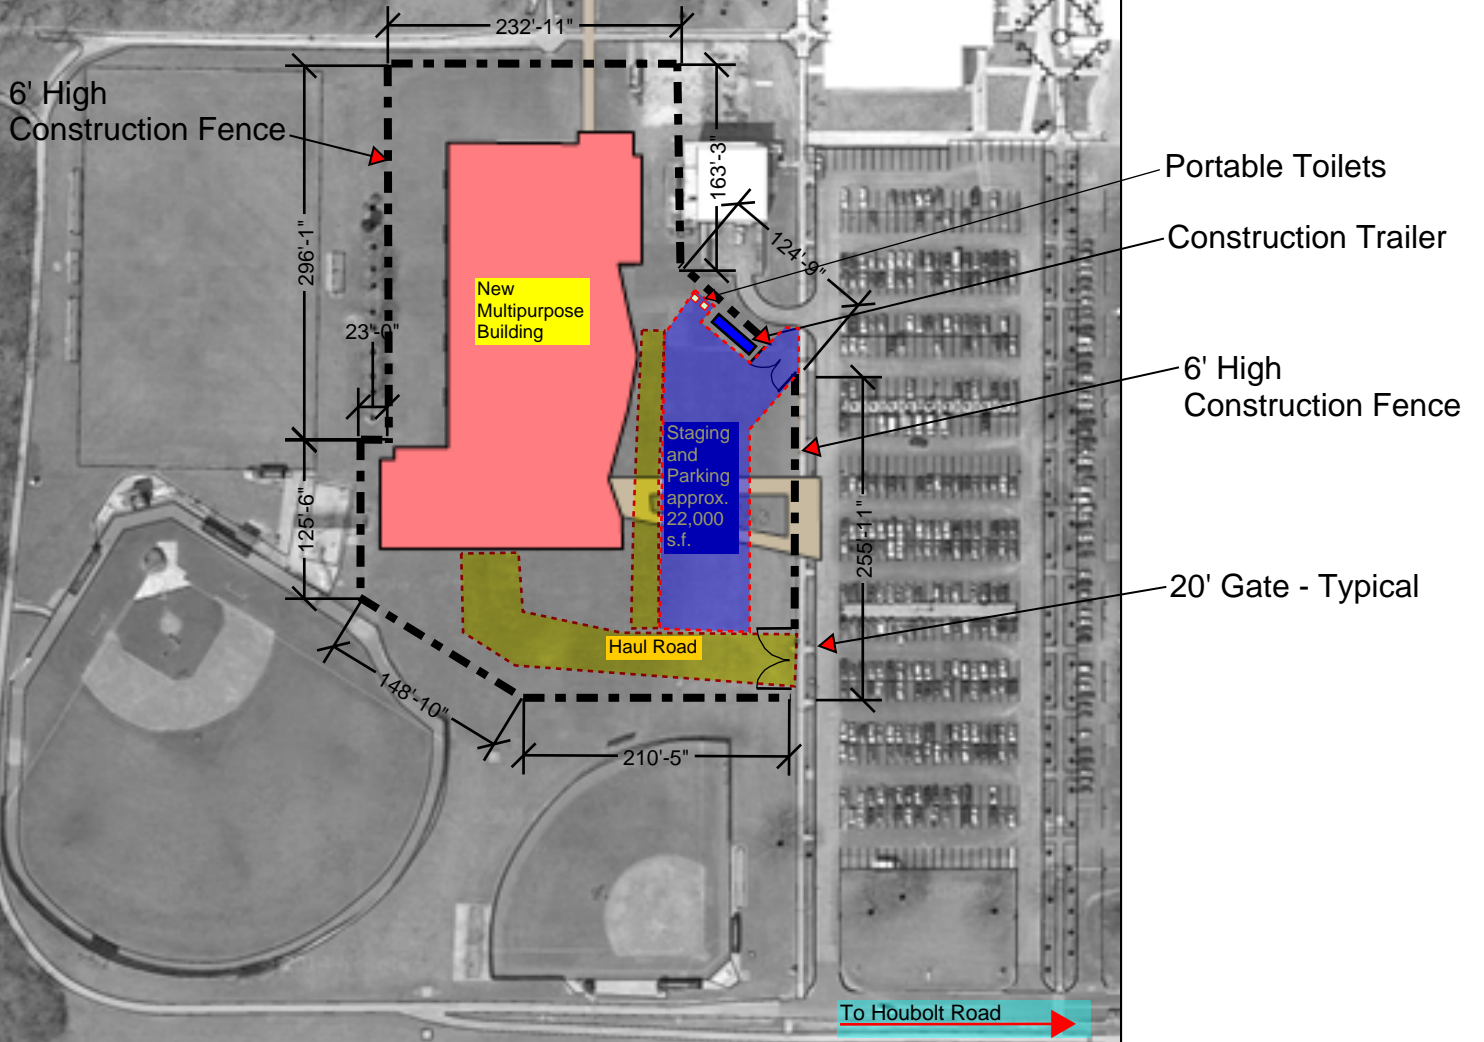 232'-11"
6' High
Construction Fence
163'-3"
Portable Toilets
296'-1"
124'-9"
Construction Trailer
New
Multipurpose
Building
23'-0"
6' High
Construction Fence
Staging
and
Parking
approx.
22,000
s.f.
125'-6"
255'-11"
20' Gate - Typical
Haul Road
148'-10"
210'-5"
To Houbolt Road